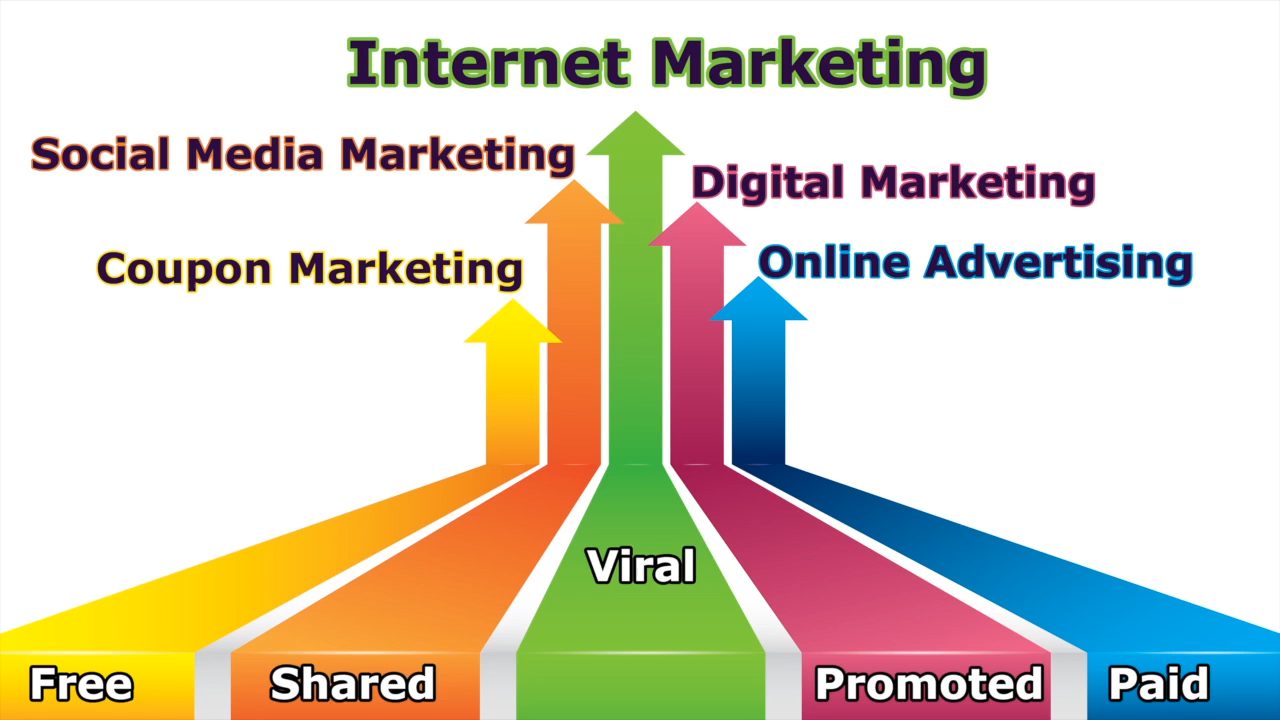 Internet Marketing
Social Media Marketing
Digital Marketing
Coupon Marketing
Online Advertising
Viral
Free
Shared
Promoted
Paid